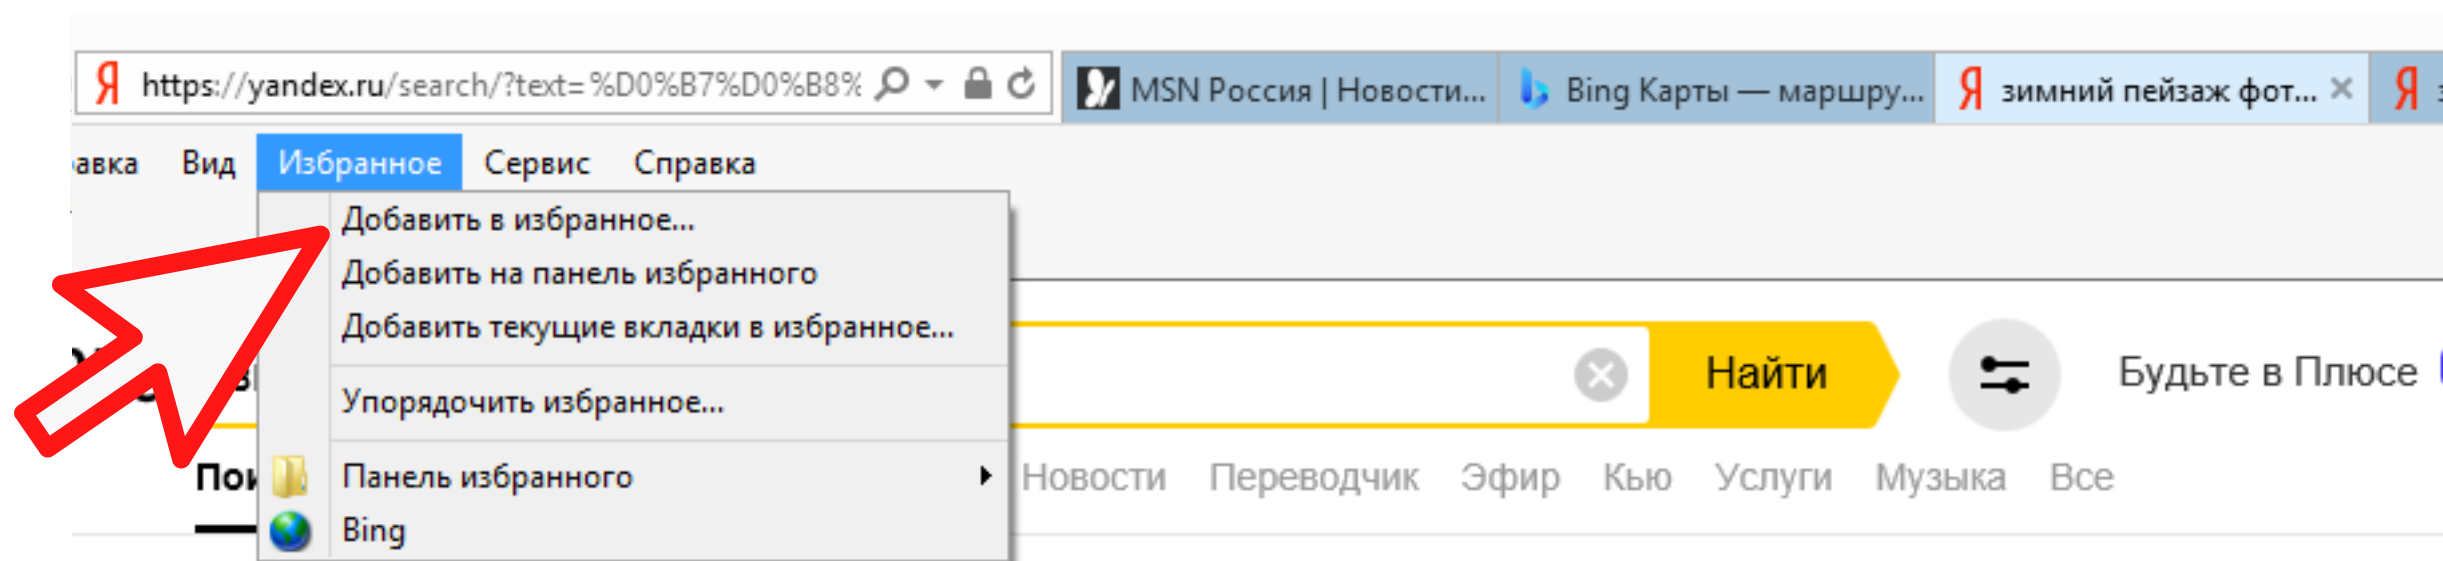 Я https://yandex.ru/search/?text=%D0%B7%D0%B8% MSN Россия | Новости... Bing Карты — маршру... Я зимний пейзаж фот... Я
авка Вид Избранное Сервис Справка
Добавить в избранное...
Добавить на панель избранного
Добавить текущие вкладки в избранное...
Найти Будьте в Плюсе
Упорядочить избранное...
Панель избранного
Новости Переводчик Эфир Кью Услуги Музыка Все
Bing